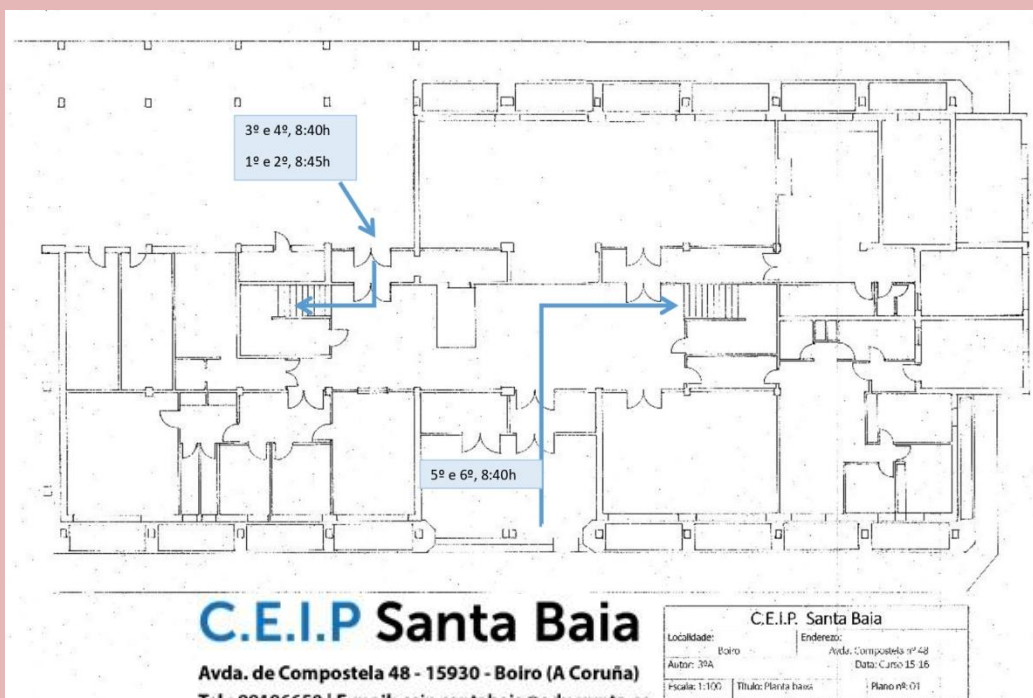 3º e 4º, 8:40h
1º e 2º, 8:45h
5º e 6º, 8:40h
C.E.I.P Santa Baia
Avda. de Compostela 48 - 15930 - Boiro (A Coruña)
C.E.I.P. Santa Baia
Localidade:
Boiro
Enderezo:
Avda. Compostela nº 48
Autor: 3ºA
Data: Curso 15-16
Escala: 1:100
Título: Planta baixa
Plano nº: 01